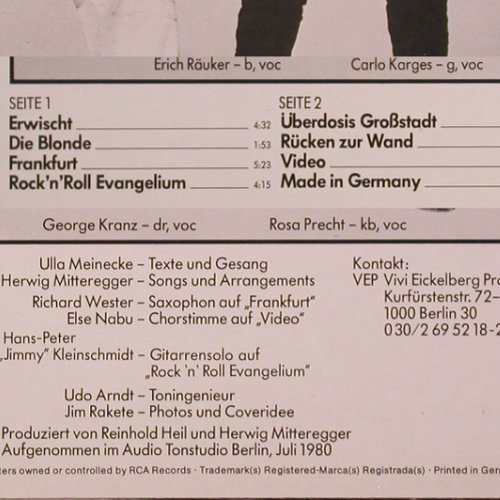 Erich Räuker – b, voc Carlo Karges – g, voc
SEITE 1
Erwischt 4:32
Die Blonde 1:53
Frankfurt 5:23
Rock'n'Roll Evangelium 4:15
SEITE 2
Überdosis Großstadt
Rücken zur Wand
Video
Made in Germany
George Kranz – dr, voc Rosa Precht – kb, voc
Ulla Meinecke – Texte und Gesang
Herwig Mitteregger – Songs und Arrangements
Richard Wester – Saxophon auf „Frankfurt“
Else Nabu – Chorstimme auf „Video“
Hans-Peter
„Jimmy“ Kleinschmidt – Gitarrensolo auf
„Rock 'n' Roll Evangelium“
Udo Arndt – Toningenieur
Jim Rakete – Photos und Coveridee
Produziert von Reinhold Heil und Herwig Mitteregger
Aufgenommen im Audio Tonstudio Berlin, Juli 1980
Kontakt:
VEP Vivi Eickelberg Pro
Kurfürstenstr. 72–
1000 Berlin 30
030/2 69 52 18-2
ters owned or controlled by RCA Records · Trademark(s) Registered-Marca(s) Registrada(s) · Printed in Ger